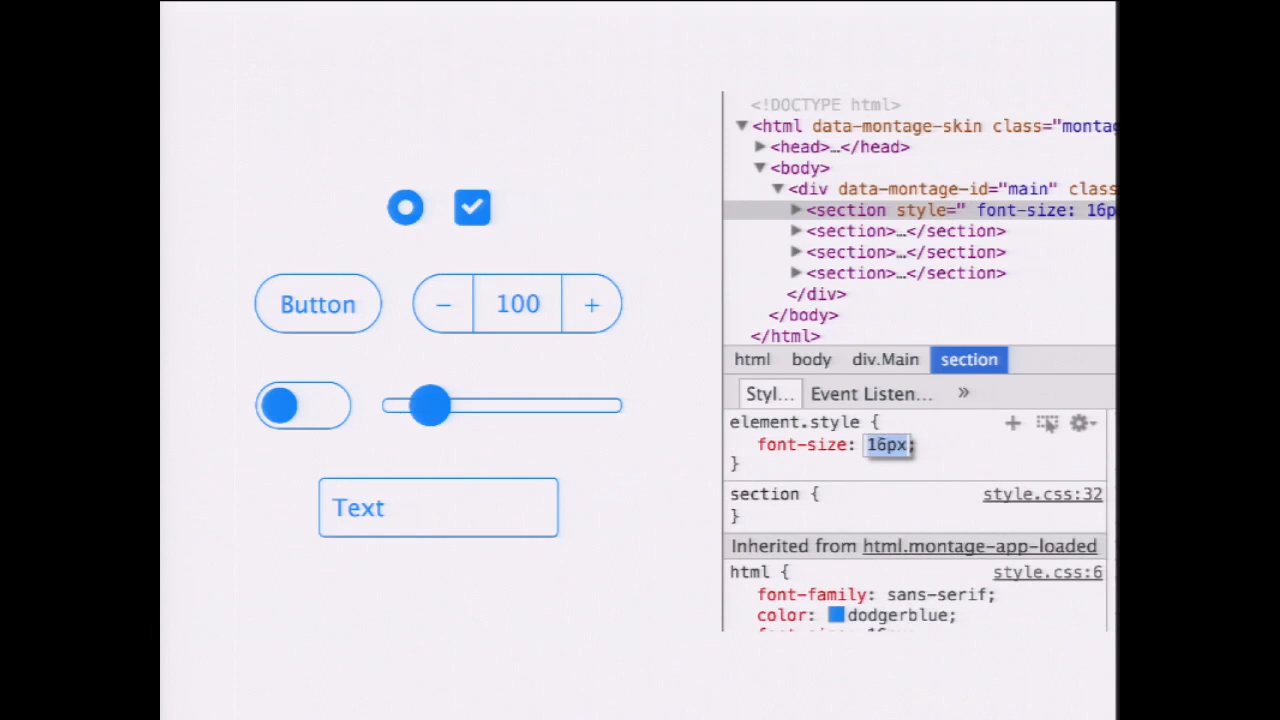 Button
− 100 +
Text
<!DOCTYPE html>
▼<html data-montage-skin class="monta
▶<head>…</head>
▼<body>
▼<div data-montage-id="main" class
▶<section style=" font-size: 16p
▶<section>…</section>
▶<section>…</section>
▶<section>…</section>
</div>
</body>
</html>
html body div.Main section
Styl… Event Listen… »
element.style {
font-size: 16px;
}
section { style.css:32
}
Inherited from html.montage-app-loaded
html { style.css:6
font-family: sans-serif;
color: dodgerblue;